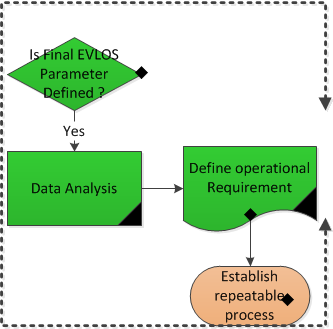 Is Final EVLOS
Parameter
Defined ?
Yes
Data Analysis
Define operational
Requirement
Establish
repeatable
process